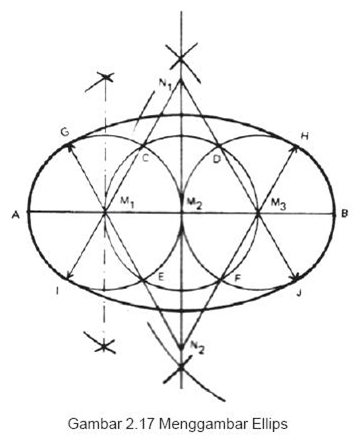 N1
G
H
C
D
A
M1
M2
M3
B
E
F
I
J
N2
Gambar 2.17 Menggambar Ellips